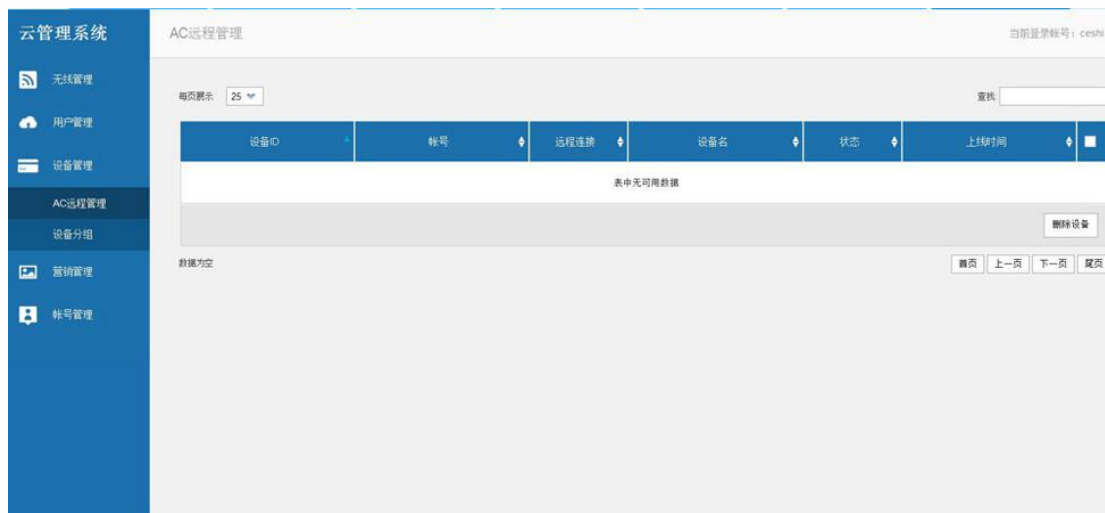 云管理系统
AC远程管理
当前登录帐号：ceshi
无线管理
用户管理
设备管理
AC远程管理
设备分组
营销管理
帐号管理
每页展示 25
查找:
设备ID 帐号 远程连接 设备名 状态 上线时间
表中无可用数据
删除设备
数据为空
首页 上一页 下一页 尾页